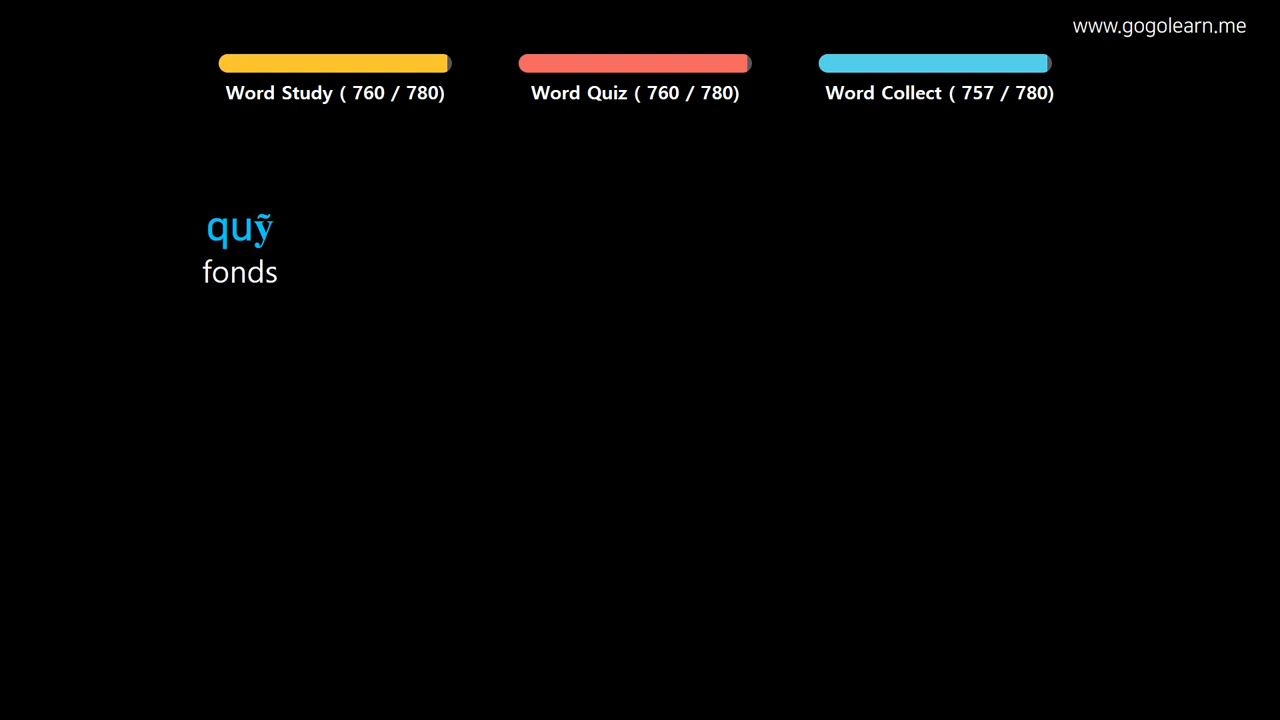 www.gogolearn.me
Word Study ( 760 / 780)
Word Quiz ( 760 / 780)
Word Collect ( 757 / 780)
quỹ
fonds